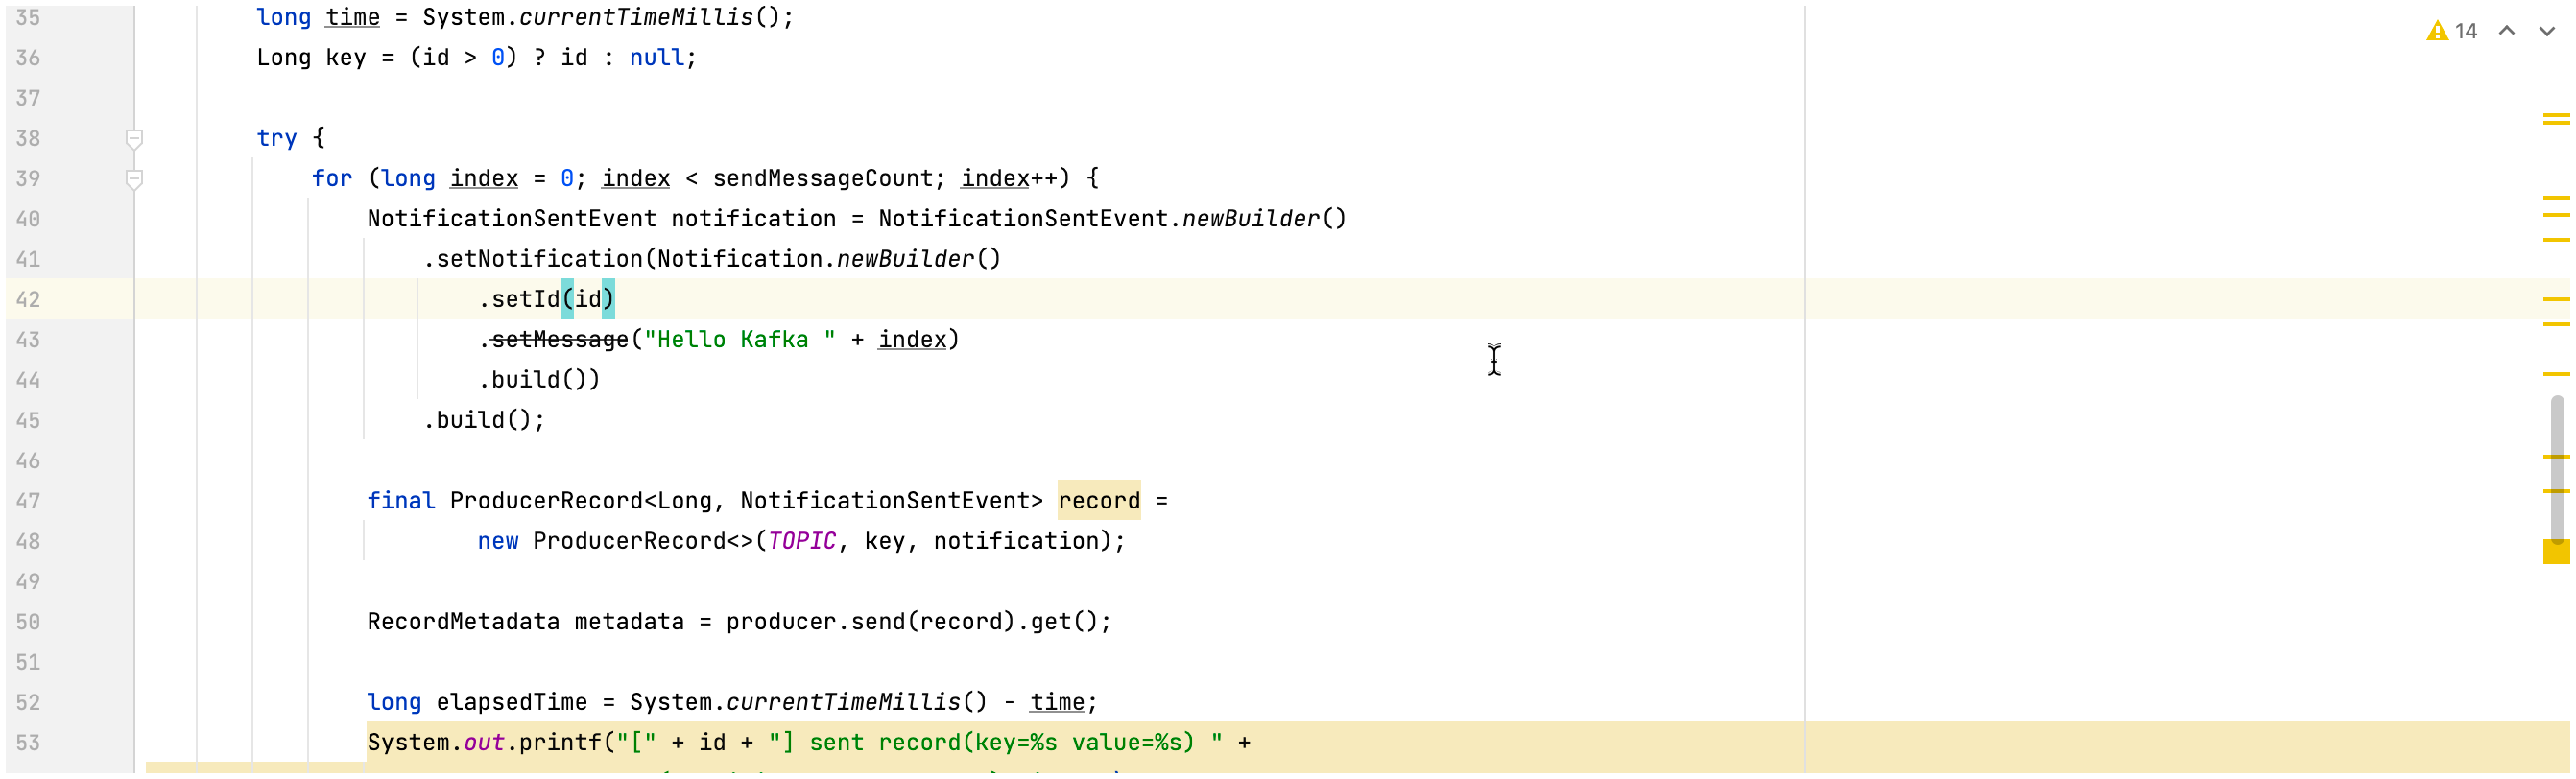 35 long time = System.currentTimeMillis();
14
36 Long key = (id > 0) ? id : null;
37
38 try {
39 for (long index = 0; index < sendMessageCount; index++) {
40 NotificationSentEvent notification = NotificationSentEvent.newBuilder()
41 .setNotification(Notification.newBuilder()
42 .setId(id)
43 .setMessage("Hello Kafka " + index)
44 .build())
45 .build();
46
47 final ProducerRecord<Long, NotificationSentEvent> record =
48 new ProducerRecord<>(TOPIC, key, notification);
49
50 RecordMetadata metadata = producer.send(record).get();
51
52 long elapsedTime = System.currentTimeMillis() - time;
53 System.out.printf("[" + id + "] sent record(key=%s value=%s) " +